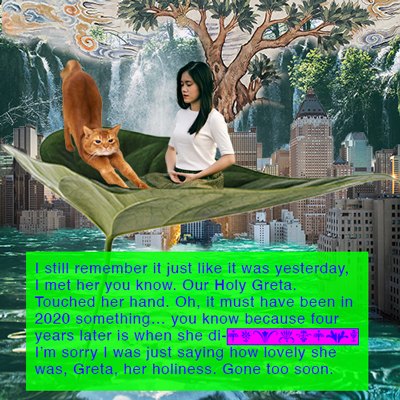 I still remember it just like it was yesterday,
I met her you know. Our Holy Greta.
Touched her hand. Oh, it must have been in
2020 something... you know because four
years later is when she di-
I'm sorry I was just saying how lovely she
was, Greta, her holiness. Gone too soon.